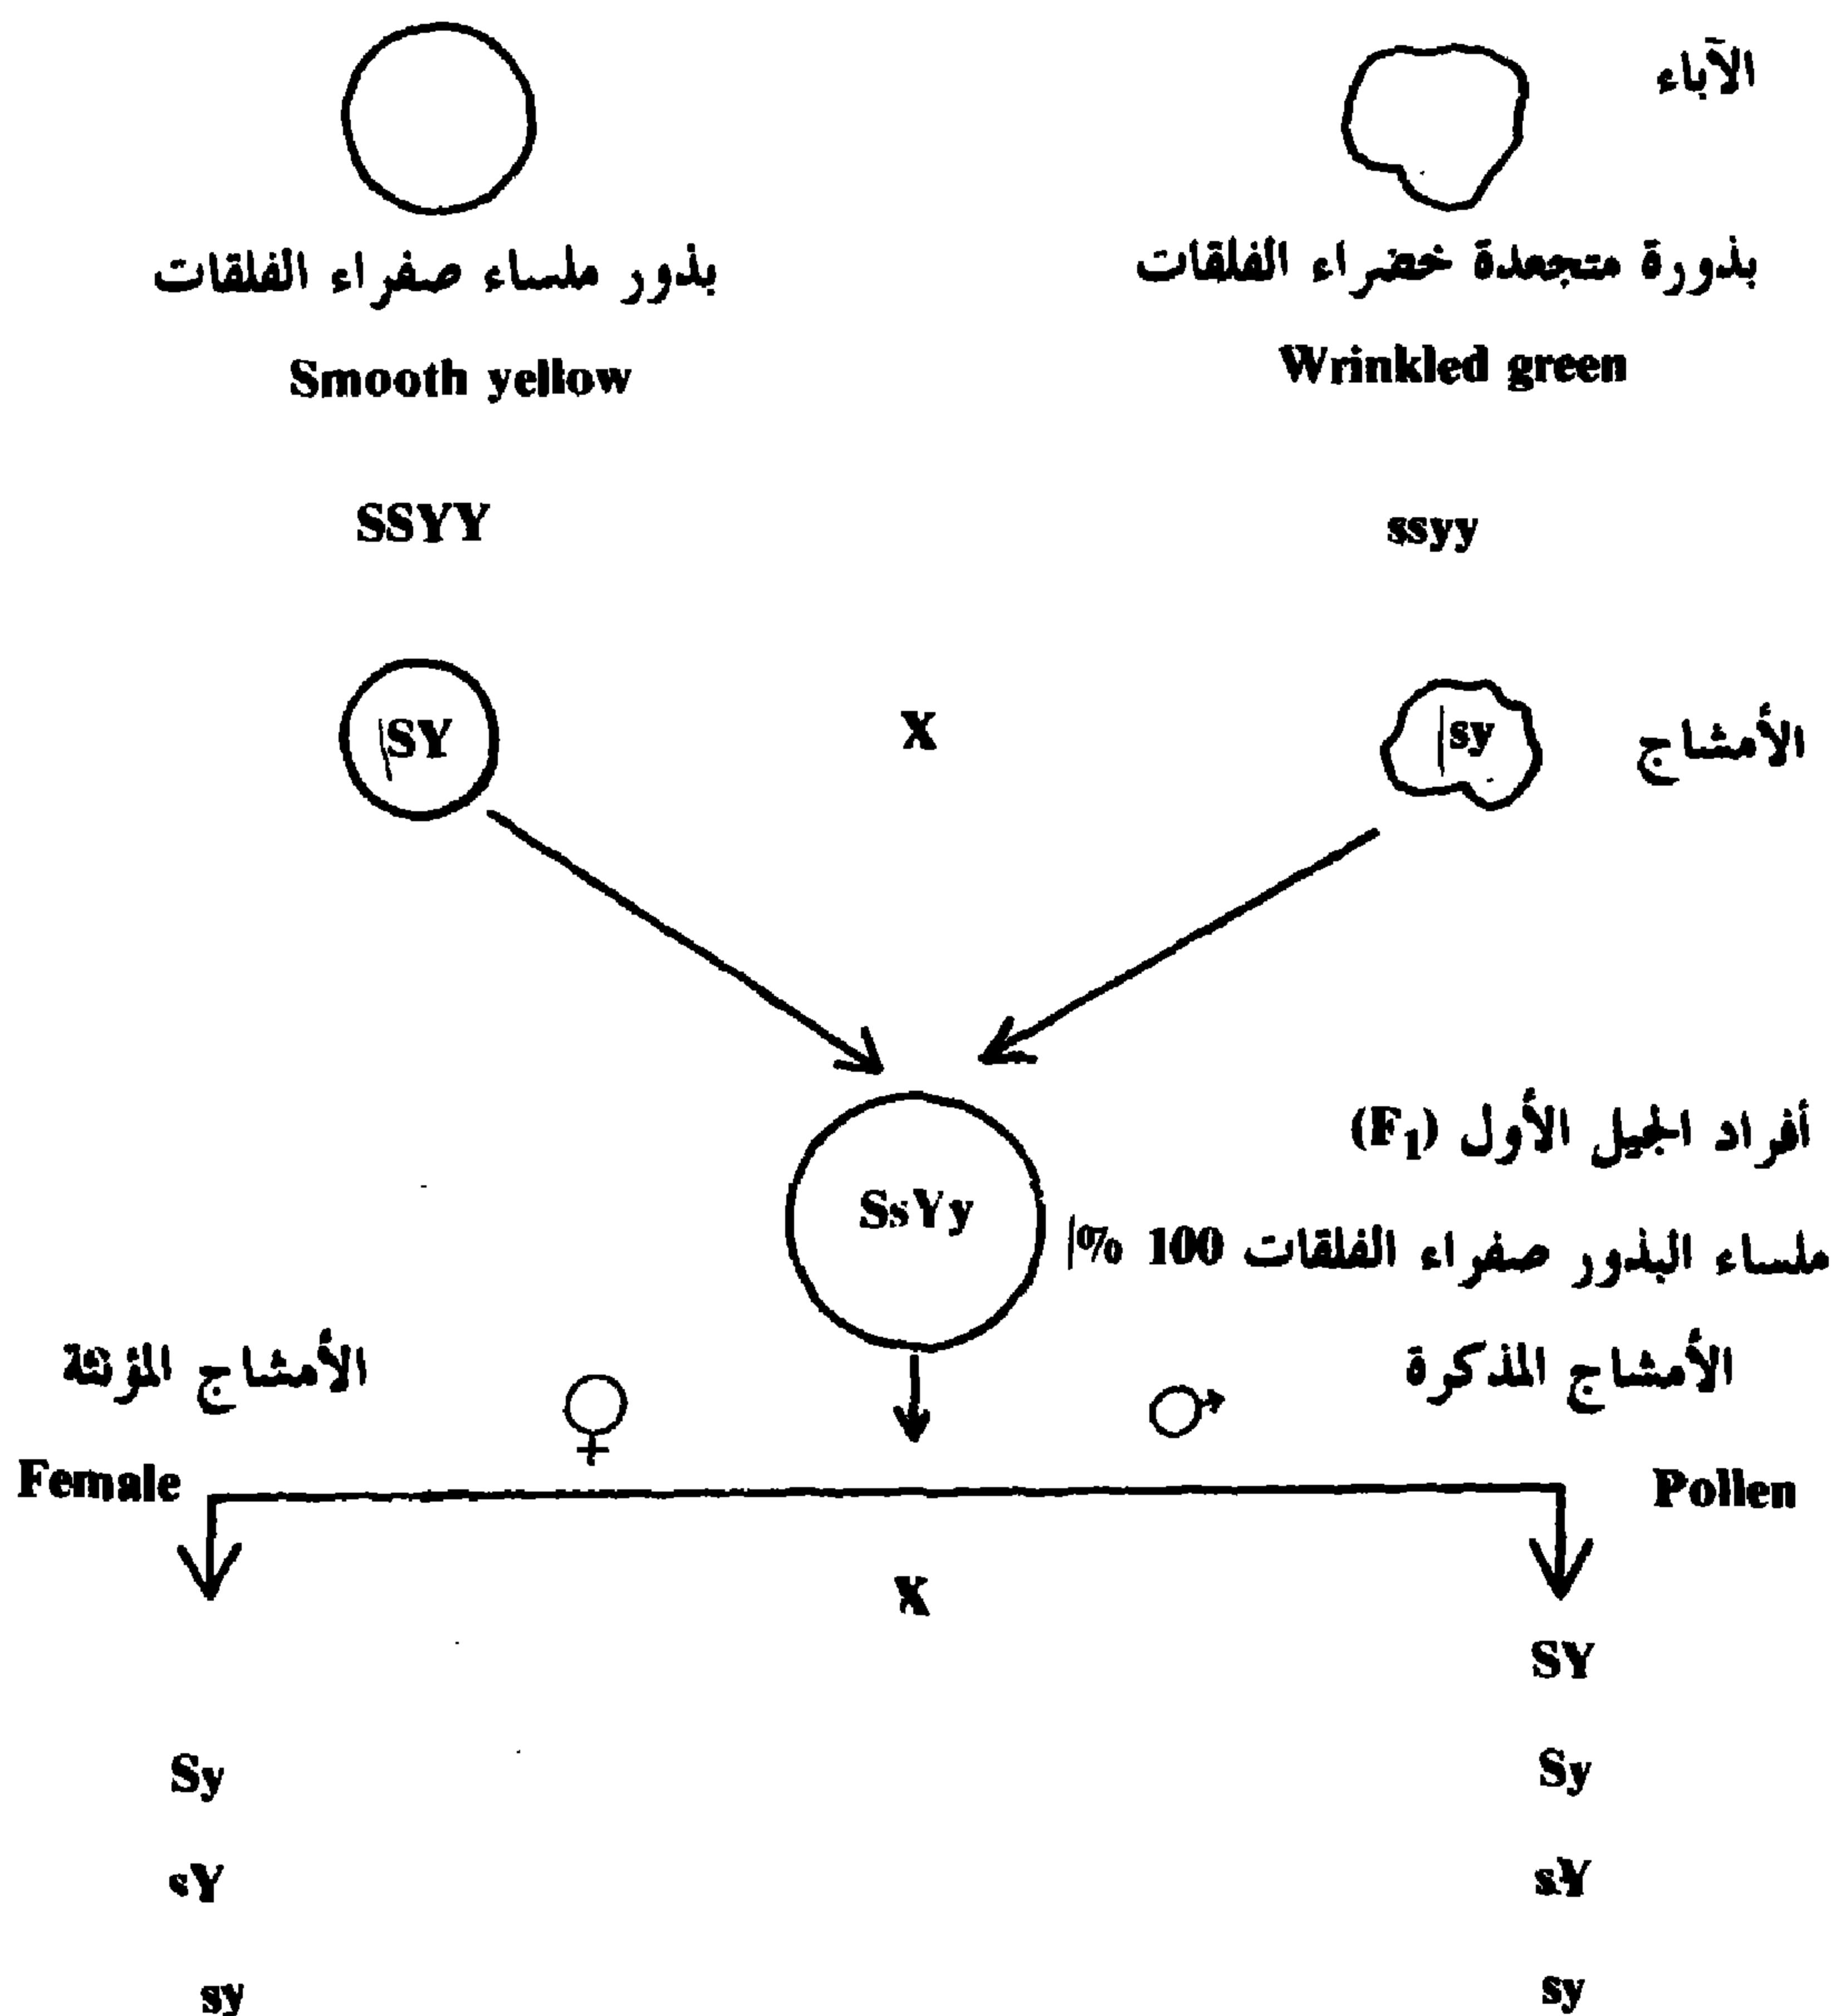 الآباء
بذورة متجعدة خضراء الفلقات
بذور ملساء صفراء الفلقات
Smooth yellow
Wrinkled green
SSYY
ssyy
SY
X
sy
الأمشاج
أفراد الجيل الأول (F1)
SsYy
ملساء البذور صفراء الفلقات 100 %
الأمشاج المذكرة
♂
♀
الأمشاج المؤنثة
Female
Pollen
X
SY
Sy
Sy
sY
sY
sy
sy